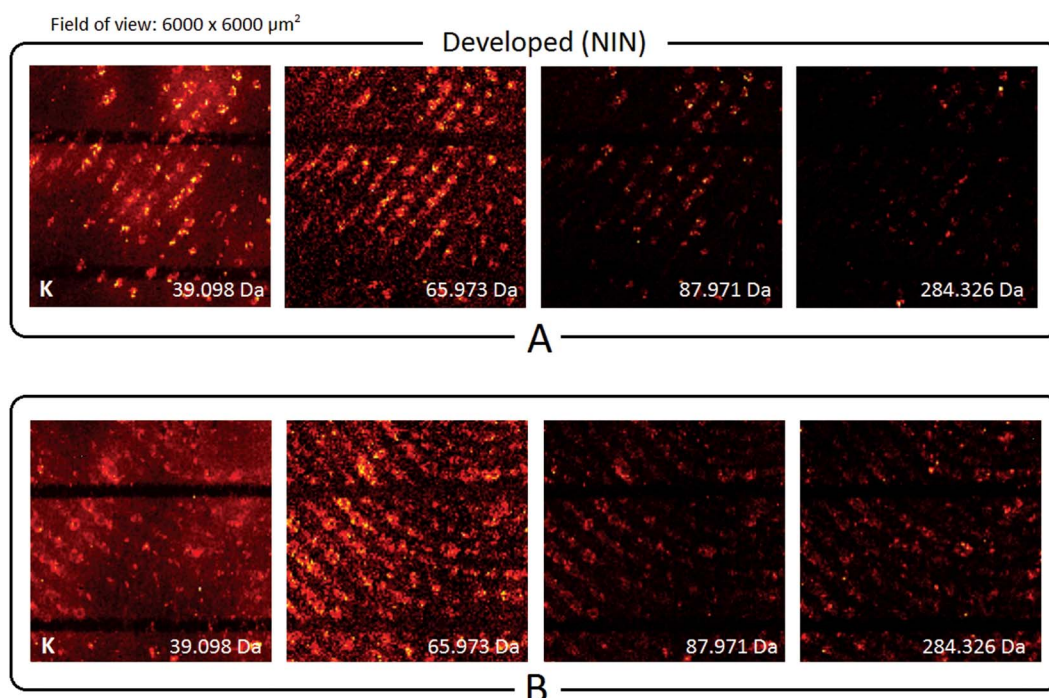 Field of view: 6000 x 6000 µm²
Developed (NIN)
K 39.098 Da 65.973 Da 87.971 Da 284.326 Da
A
K 39.098 Da 65.973 Da 87.971 Da 284.326 Da
B